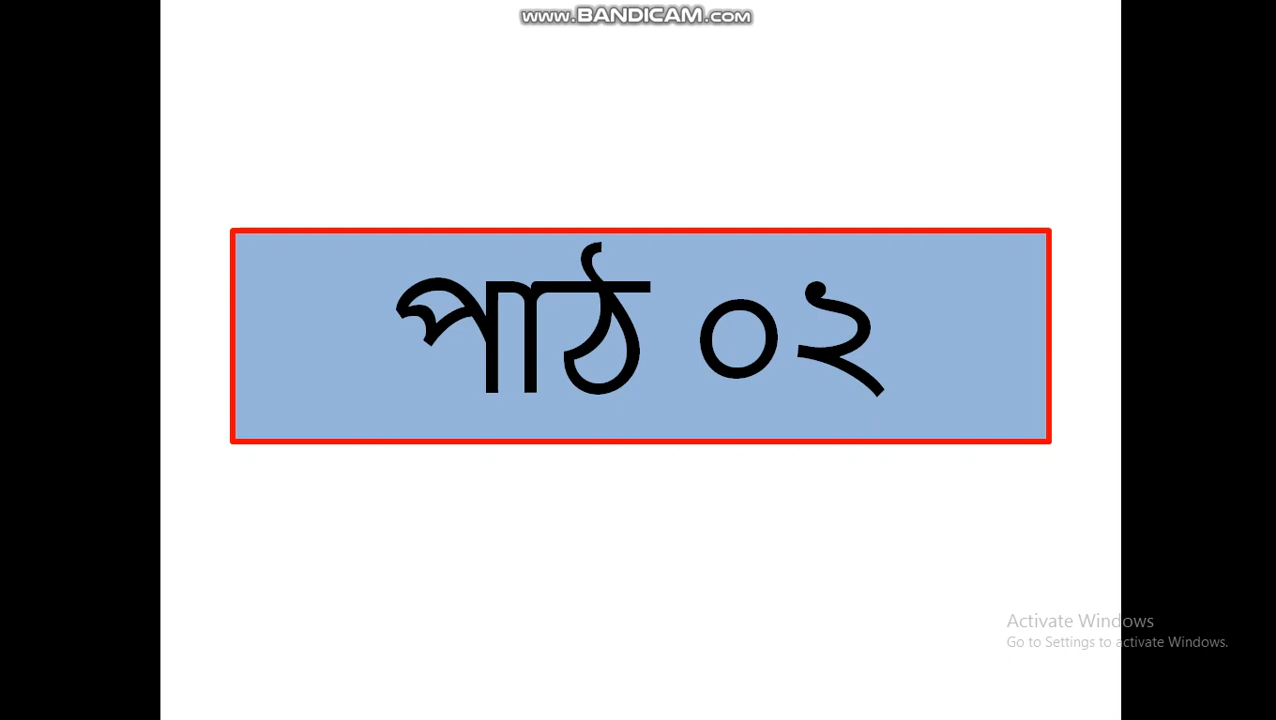 www.BANDICAM.com
পাঠ ০২
Activate Windows
Go to Settings to activate Windows.